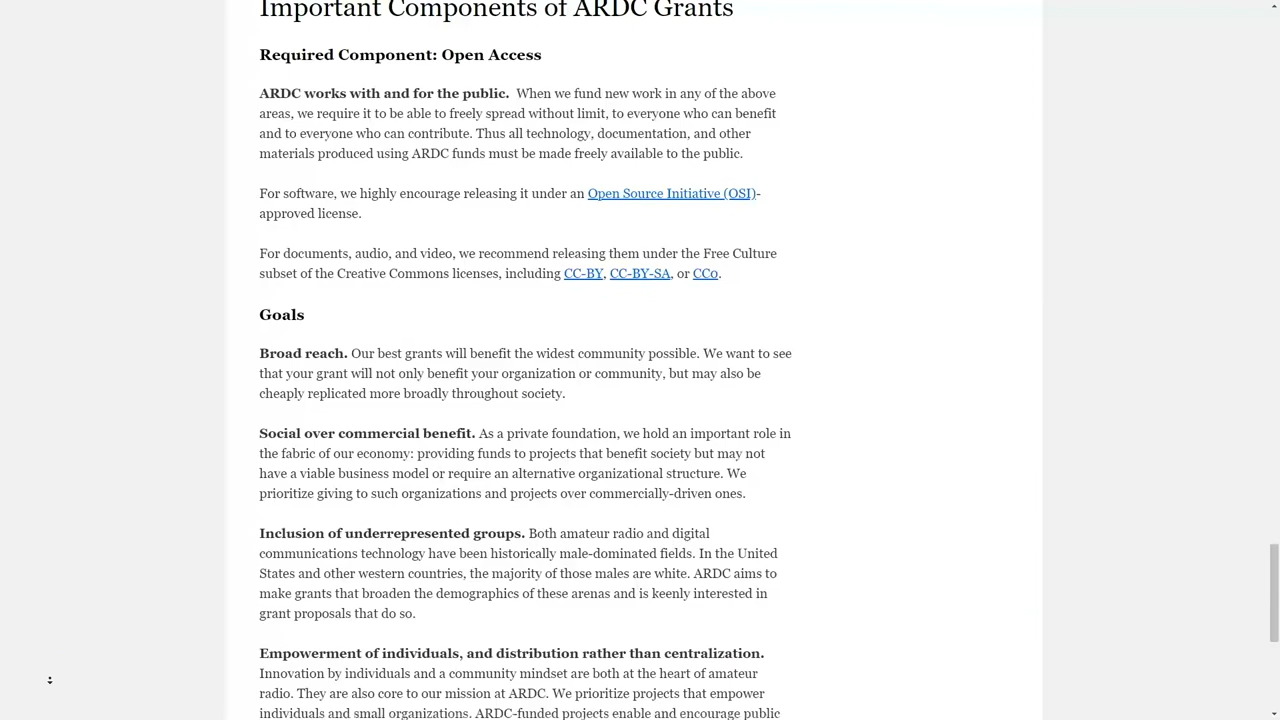 Important Components of ARDC Grants
Required Component: Open Access
ARDC works with and for the public.  When we fund new work in any of the above
areas, we require it to be able to freely spread without limit, to everyone who can benefit
and to everyone who can contribute. Thus all technology, documentation, and other
materials produced using ARDC funds must be made freely available to the public.
For software, we highly encourage releasing it under an Open Source Initiative (OSI)-
approved license.
For documents, audio, and video, we recommend releasing them under the Free Culture
subset of the Creative Commons licenses, including CC-BY, CC-BY-SA, or CC0.
Goals
Broad reach. Our best grants will benefit the widest community possible. We want to see
that your grant will not only benefit your organization or community, but may also be
cheaply replicated more broadly throughout society.
Social over commercial benefit. As a private foundation, we hold an important role in
the fabric of our economy: providing funds to projects that benefit society but may not
have a viable business model or require an alternative organizational structure. We
prioritize giving to such organizations and projects over commercially-driven ones.
Inclusion of underrepresented groups. Both amateur radio and digital
communications technology have been historically male-dominated fields. In the United
States and other western countries, the majority of those males are white. ARDC aims to
make grants that broaden the demographics of these arenas and is keenly interested in
grant proposals that do so.
Empowerment of individuals, and distribution rather than centralization.
Innovation by individuals and a community mindset are both at the heart of amateur
radio. They are also core to our mission at ARDC. We prioritize projects that empower
individuals and small organizations. ARDC-funded projects enable and encourage public